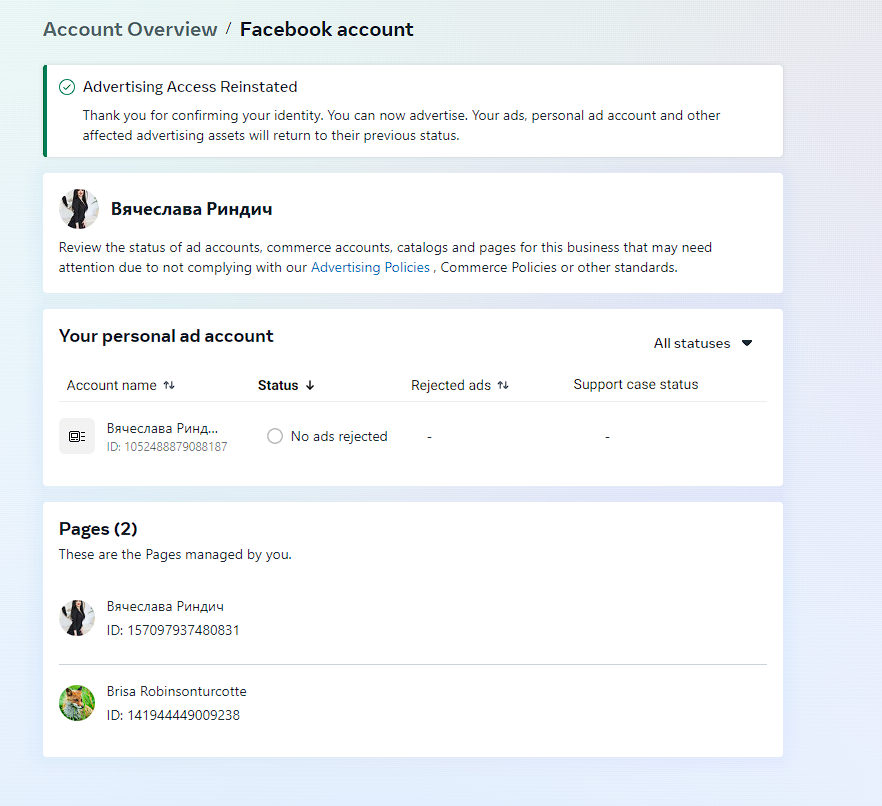 Account Overview / Facebook account
Advertising Access Reinstated
Thank you for confirming your identity. You can now advertise. Your ads, personal ad account and other
affected advertising assets will return to their previous status.
Вячеслава Риндич
Review the status of ad accounts, commerce accounts, catalogs and pages for this business that may need
attention due to not complying with our Advertising Policies , Commerce Policies or other standards.
Your personal ad account
All statuses
Account name Status Rejected ads Support case status
Вячеслава Ринд... No ads rejected - -
ID: 1052488879088187
Pages (2)
These are the Pages managed by you.
Вячеслава Риндич
ID: 157097937480831
Brisa Robinsonturcotte
ID: 141944449009238